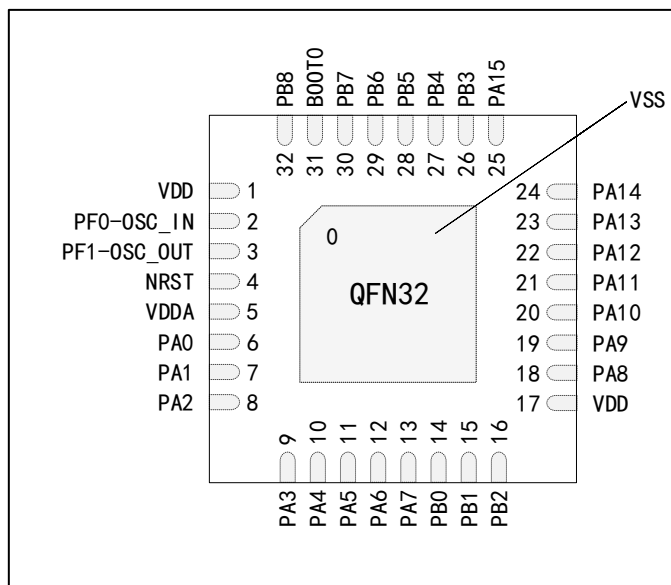 PB8 BOOT0 PB7 PB6 PB5 PB4 PB3 PA15
VSS
32 31 30 29 28 27 26 25
VDD 1
PF0-OSC_IN 2
PF1-OSC_OUT 3
NRST 4
VDDA 5
PA0 6
PA1 7
PA2 8
0
QFN32
24 PA14
23 PA13
22 PA12
21 PA11
20 PA10
19 PA9
18 PA8
17 VDD
9 10 11 12 13 14 15 16
PA3 PA4 PA5 PA6 PA7 PB0 PB1 PB2